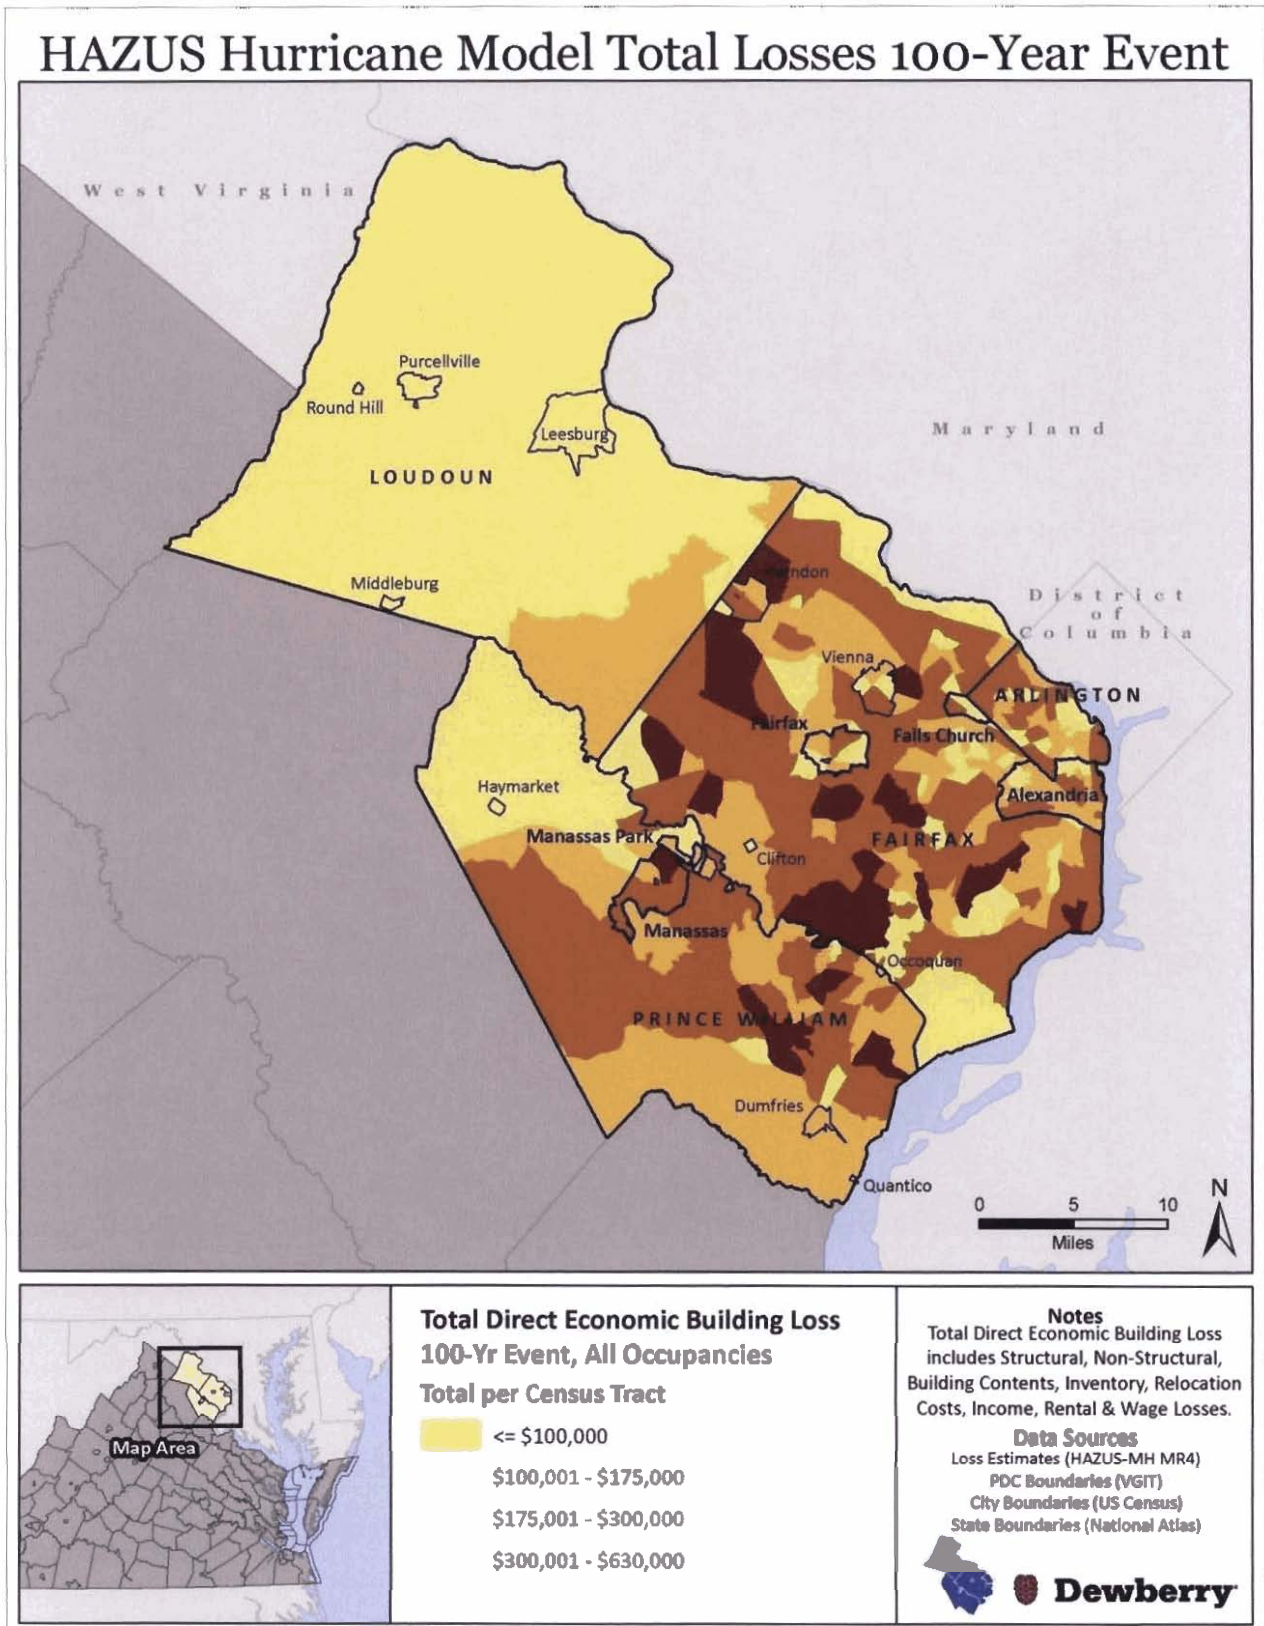 HAZUS Hurricane Model Total Losses 100-Year Event
West Virginia
Purcellville
Round Hill
Leesburg
LOUDOUN
Maryland
Middleburg
District
of
Columbia
Vienna
ARLINGTON
Fairfax
Falls Church
Haymarket
Alexandria
Manassas Park
FAIRFAX
Clifton
Manassas
Occoquan
PRINCE WILLIAM
Dumfries
Quantico
N
0 5 10
Miles
Map Area
Total Direct Economic Building Loss
100-Yr Event, All Occupancies
Total per Census Tract
<= $100,000
$100,001 - $175,000
$175,001 - $300,000
$300,001 - $630,000
Notes
Total Direct Economic Building Loss
includes Structural, Non-Structural,
Building Contents, Inventory, Relocation
Costs, Income, Rental & Wage Losses.
Data Sources
Loss Estimates (HAZUS-MH MR4)
PDC Boundaries (VGIT)
City Boundaries (US Census)
State Boundaries (National Atlas)
Dewberry